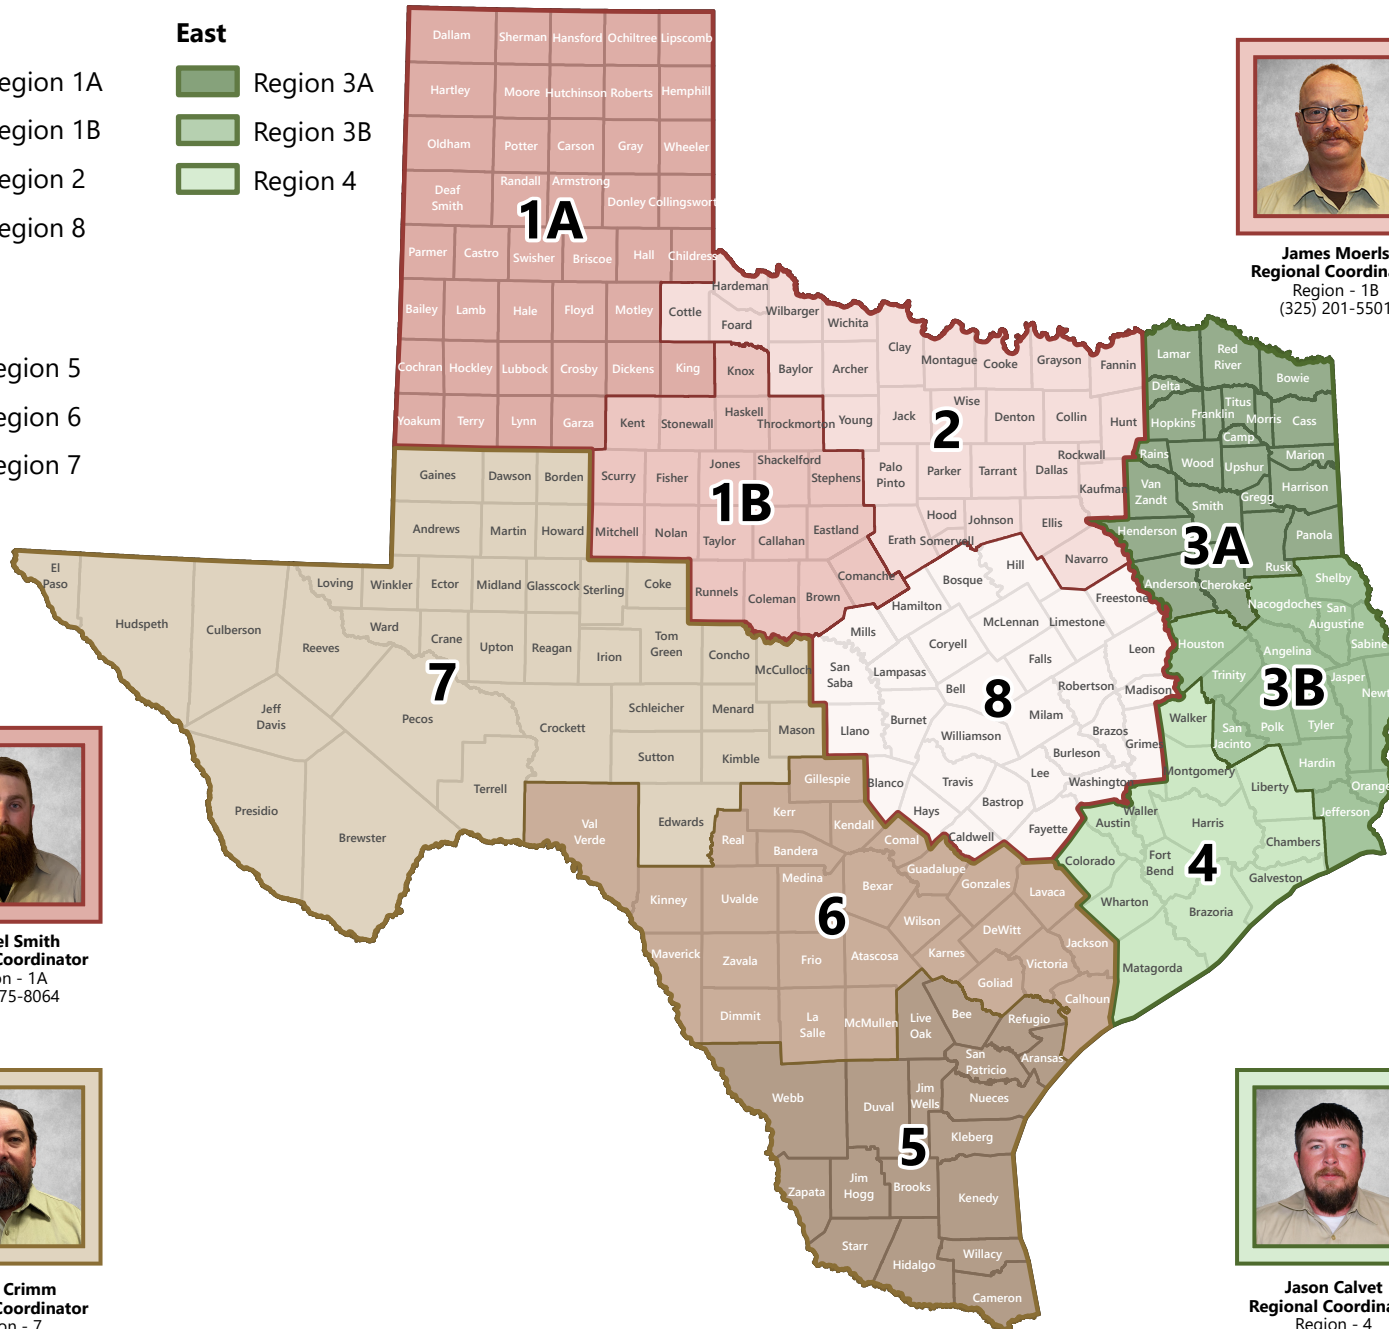 East
egion 1A
Region 3A
egion 1B
Region 3B
egion 2
Region 4
egion 8
egion 5
egion 6
egion 7
Dallam Sherman Hansford Ochiltree Lipscomb
Hartley Moore Hutchinson Roberts Hemphill
Oldham Potter Carson Gray Wheeler
Deaf
Smith
Randall Armstrong
Donley Collingswort
1A
Parmer Castro Swisher Briscoe Hall Childress
Bailey Lamb Hale Floyd Motley
Cochran Hockley Lubbock Crosby Dickens King
Yoakum Terry Lynn Garza
Hardeman
Cottle Foard Wilbarger Wichita
Clay Montague Cooke Grayson Fannin
Knox Baylor Archer
Kent Stonewall Haskell Throckmorton Young Jack Wise Denton Collin Hunt
2
Rockwall
Scurry Fisher Jones Shackelford Stephens
Palo
Pinto
Parker Tarrant Dallas Kaufman
1B
Mitchell Nolan Taylor Callahan Eastland
Hood Johnson Ellis
Erath Somervell
Navarro
Runnels Coleman Brown Comanche
Lamar
Red
River
Bowie
Delta
Hopkins Franklin Titus Morris Cass
Camp
Rains Wood Upshur Marion
Van
Zandt
Smith Gregg Harrison
Henderson
3A
Panola
Rusk
Anderson Cherokee
Shelby
Nacogdoches
San
Augustine
Houston Angelina Sabine
Trinity
3B
Jasper
Newt
San
Jacinto
Polk Tyler
Hardin
Orange
Jefferson
Gaines Dawson Borden
Andrews Martin Howard
El
Paso
Loving Winkler Ector Midland Glasscock Sterling Coke
Hudspeth Culberson Reeves Ward Crane Upton Reagan Irion
Tom
Green
Concho McCulloch
7
Jeff
Davis
Pecos Crockett Schleicher Menard Mason
Sutton Kimble
Presidio Brewster Terrell
Edwards
Bosque Hill
Hamilton McLennan Limestone Freestone
Mills Coryell Falls Leon
San
Saba
Lampasas Bell Robertson Madison
8
Llano Burnet Williamson Milam Brazos Grimes
Burleson
Blanco Travis Lee Washington
Hays Bastrop
Caldwell Fayette
Walker
Montgomery Liberty
Waller
Austin Harris Chambers
Colorado
Fort
Bend
4
Galveston
Wharton Brazoria
Matagorda
Val
Verde
Gillespie
Kerr Kendall
Real Bandera Comal
Medina Guadalupe
Kinney Uvalde Bexar Gonzales Lavaca
6
Wilson DeWitt
Maverick Zavala Frio Atascosa Karnes Jackson
Victoria
Goliad Calhoun
Dimmit
La
Salle
McMullen
Live
Oak
Bee Refugio
San
Patricio
Aransas
Webb Duval
Jim
Wells
Nueces
5
Kleberg
Zapata
Jim
Hogg
Brooks Kenedy
Starr Hidalgo Willacy
Cameron
James Moerls
Regional Coordina
Region - 1B
(325) 201-5501
el Smith
Coordinator
on - 1A
75-8064
Crimm
Coordinator
on - 7
Jason Calvet
Regional Coordina
Region - 4